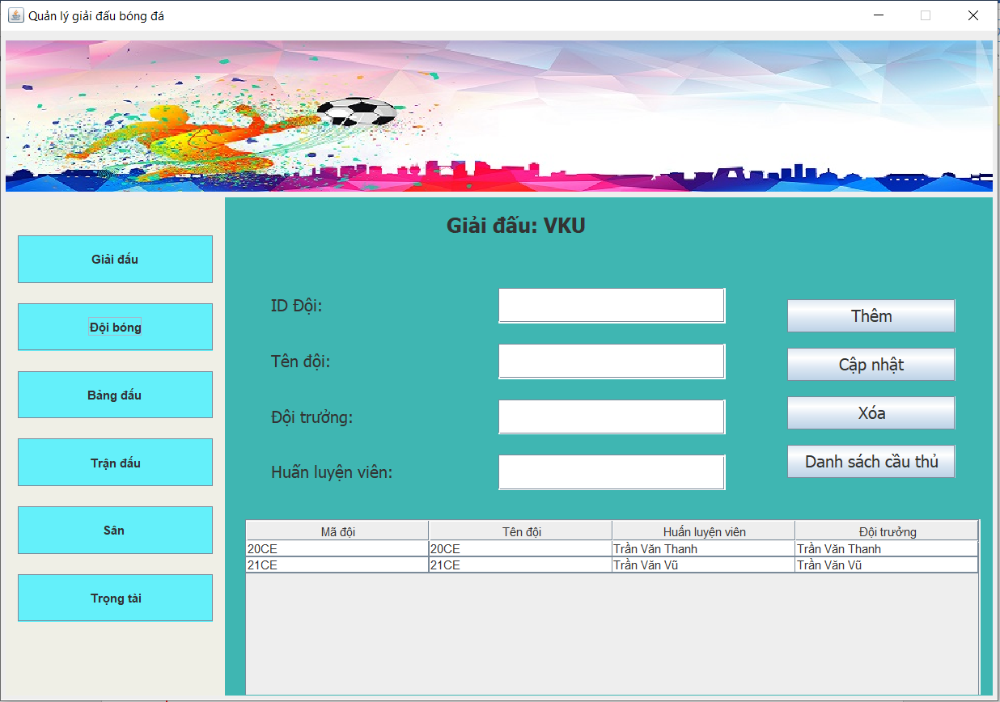 Quản lý giải đấu bóng đá
Giải đấu: VKU
Giải đấu
Đội bóng
Bảng đấu
Trận đấu
Sân
Trọng tài
ID Đội:
Tên đội:
Đội trưởng:
Huấn luyện viên:
Thêm
Cập nhật
Xóa
Danh sách cầu thủ
Mã đội Tên đội Huấn luyện viên Đội trưởng
20CE 20CE Trần Văn Thanh Trần Văn Thanh
21CE 21CE Trần Văn Vũ Trần Văn Vũ